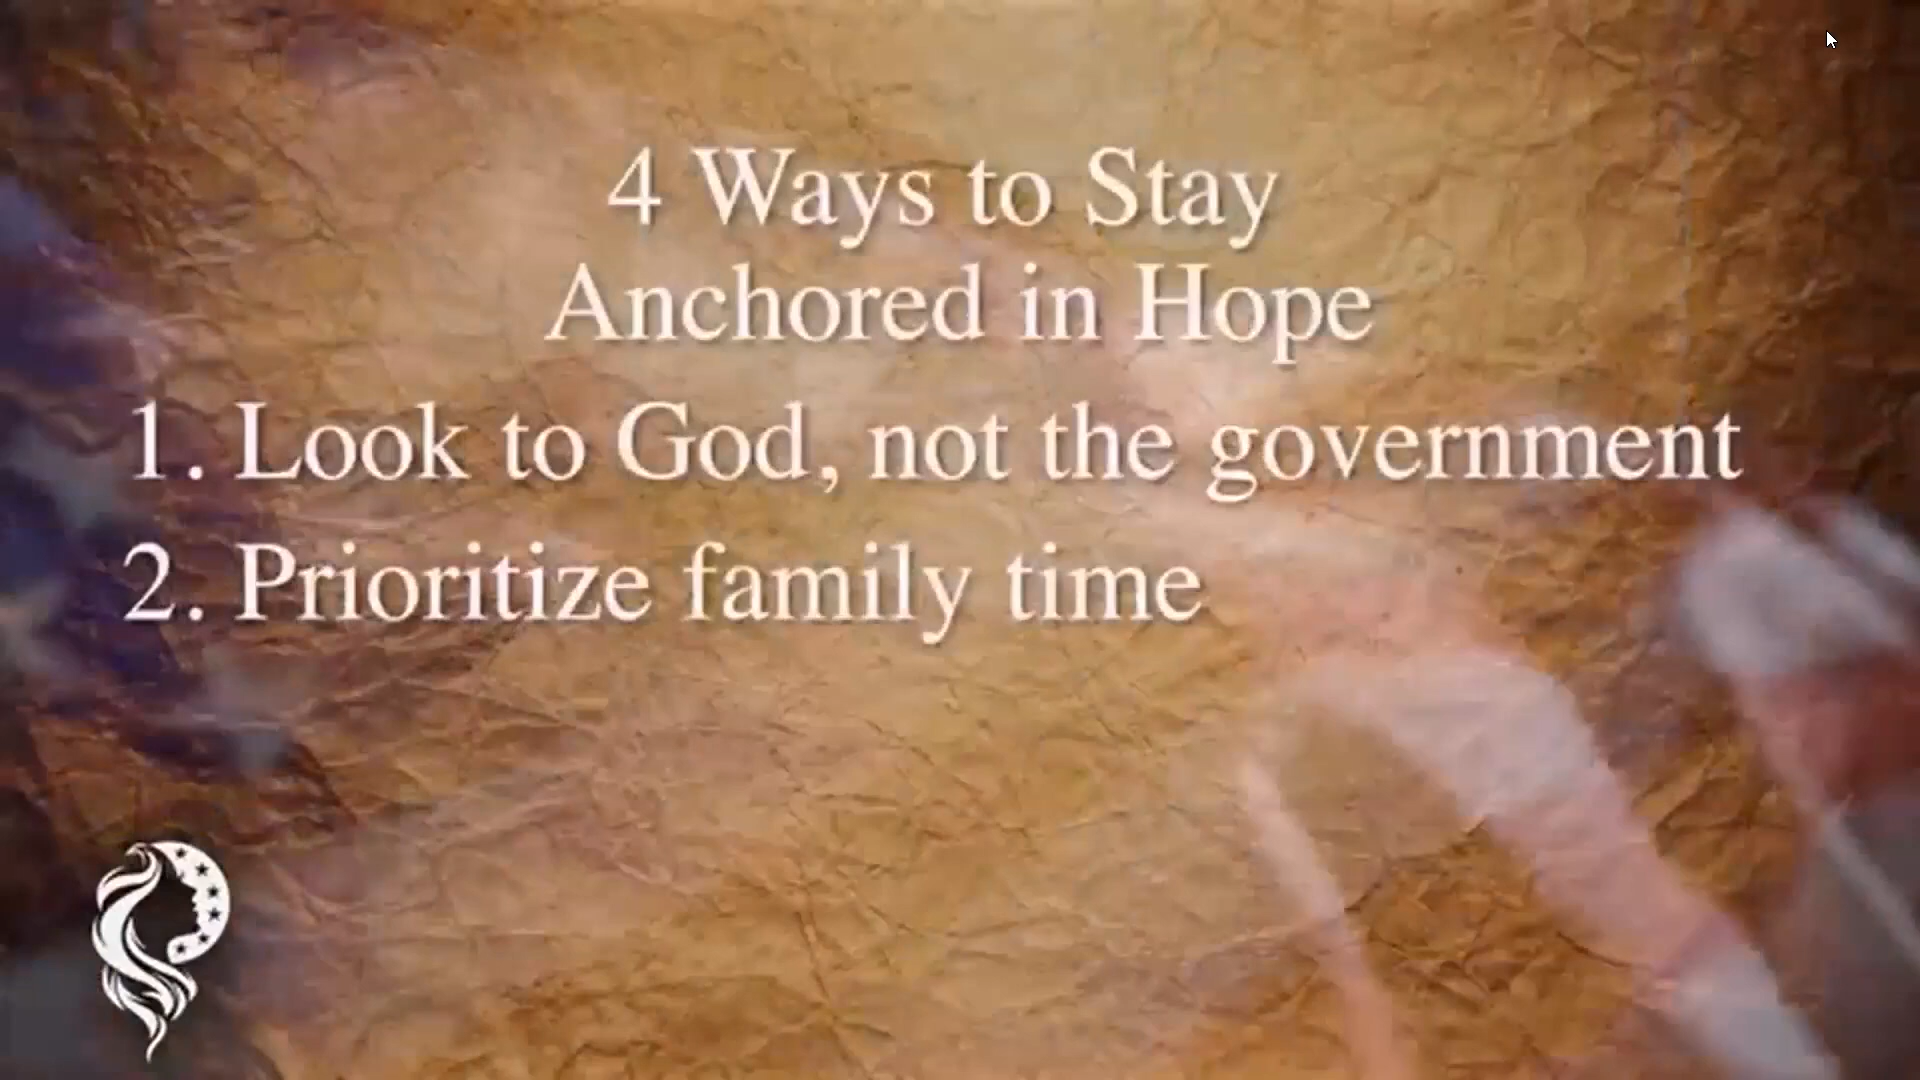 4 Ways to Stay
Anchored in Hope
1. Look to God, not the government
2. Prioritize family time